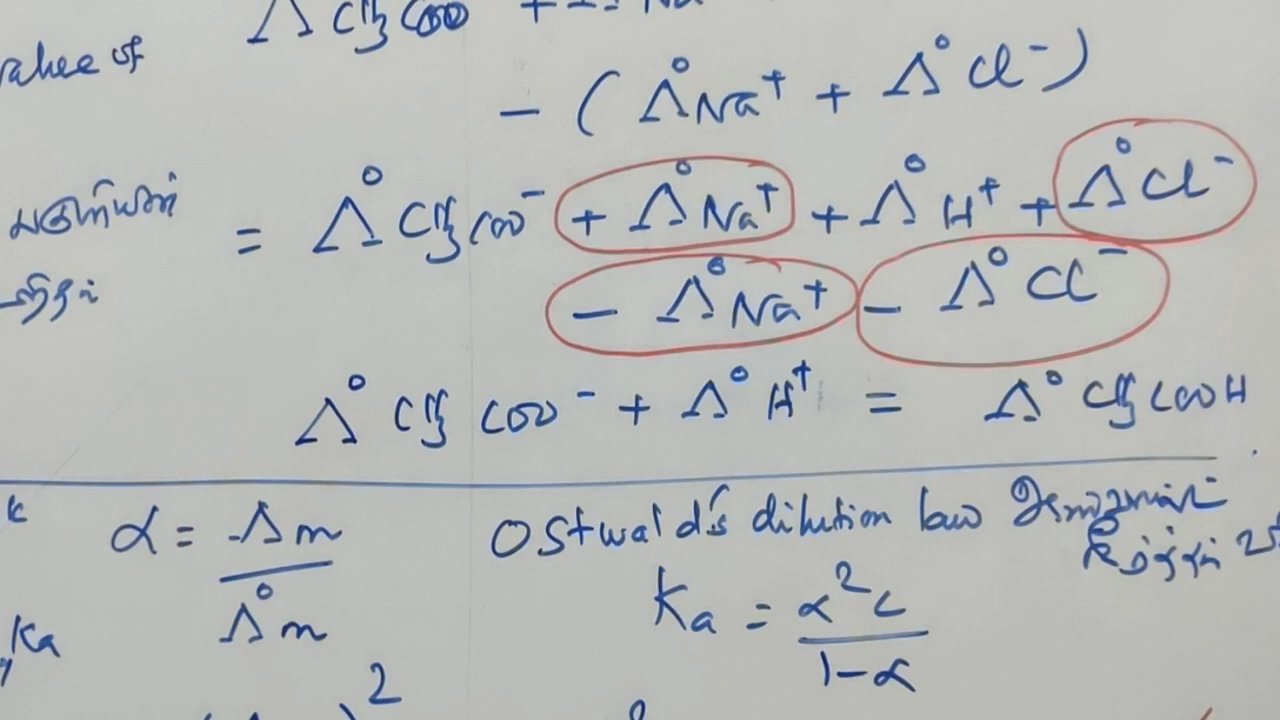 Λ CH3COO
value of
- ( Λ°Na⁺ + Λ°Cl⁻ )
= Λ°CH3COO⁻ + Λ°Na⁺ + Λ°H⁺ + Λ°Cl⁻
- Λ°Na⁺ - Λ°Cl⁻
Λ°CH3COO⁻ + Λ°H⁺ = Λ°CH3COOH
α = Λm / Λ°m
Ostwald's dilution law
Ka = α²c / 1-α
Ka
2